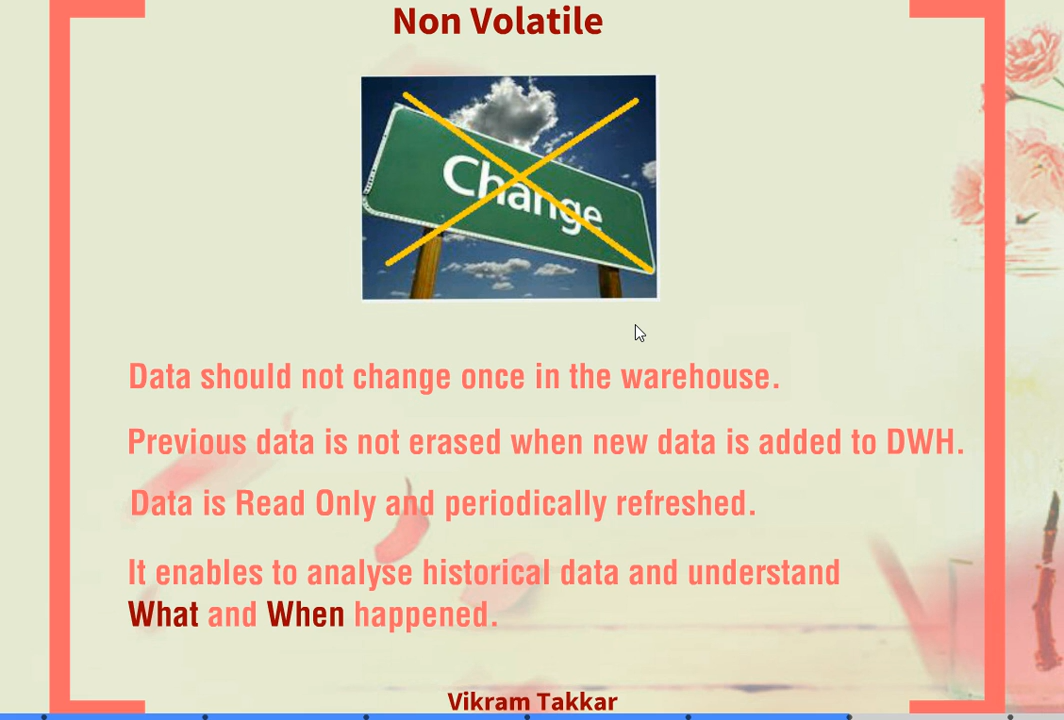 Non Volatile
Change
Data should not change once in the warehouse.
Previous data is not erased when new data is added to DWH.
Data is Read Only and periodically refreshed.
It enables to analyse historical data and understand
What and When happened.
Vikram Takkar